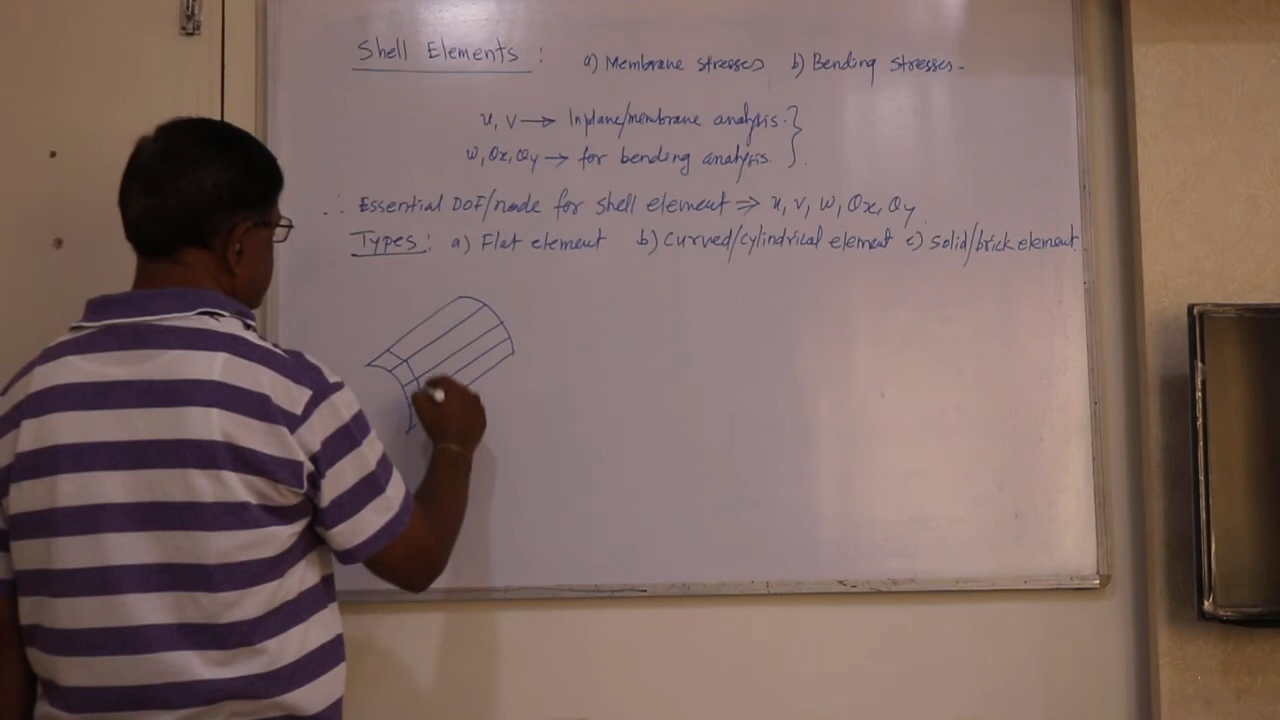 Shell Elements : a) Membrane stresses b) Bending stresses.
u, v → Inplane/membrane analysis. }
w, θx, θy → for bending analysis. }
∴ Essential DOF/node for shell element ⇒ u, v, w, θx, θy.
Types : a) Flat element b) Curved/cylindrical element c) solid/brick element.